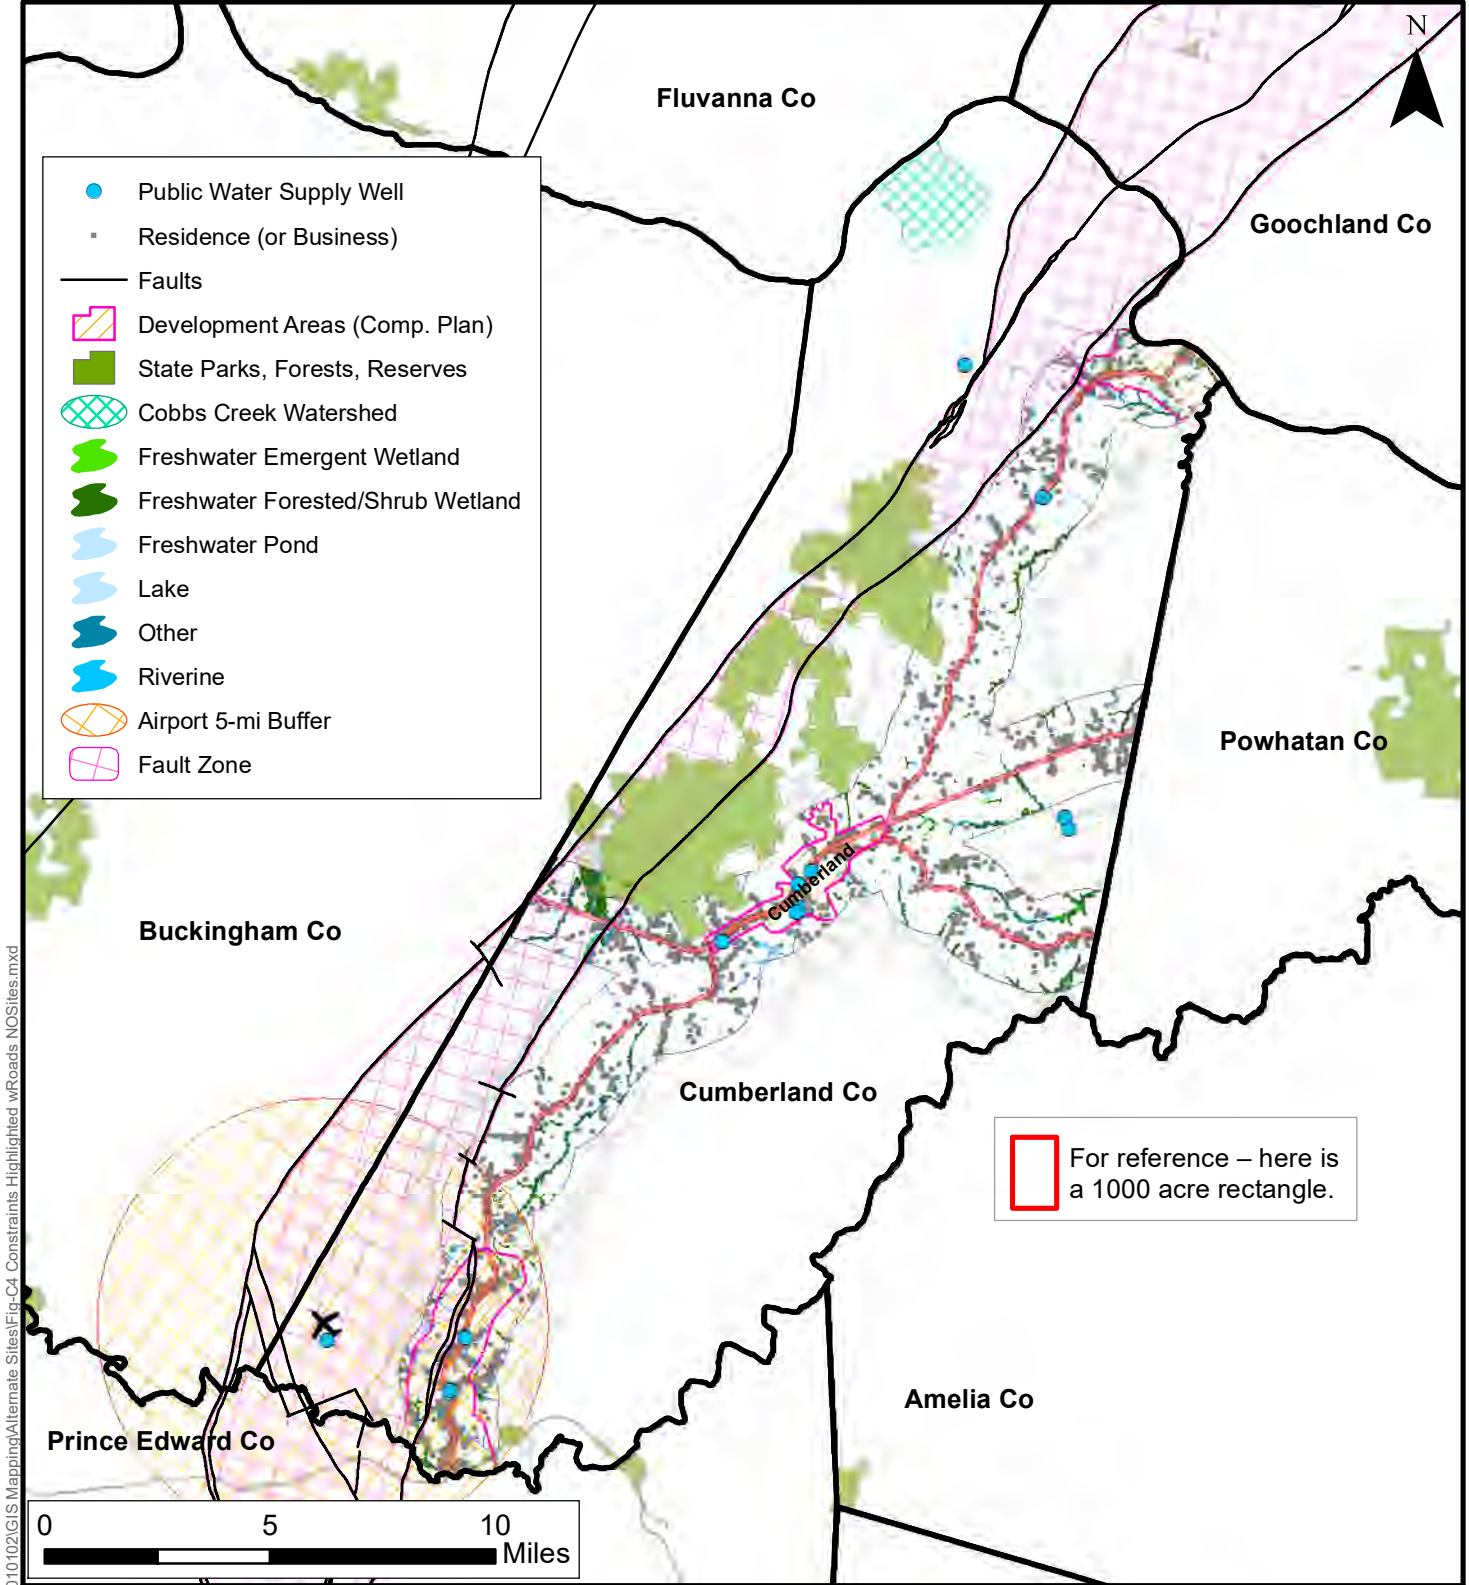 N
Fluvanna Co
Goochland Co
Public Water Supply Well
Residence (or Business)
Faults
Development Areas (Comp. Plan)
State Parks, Forests, Reserves
Cobbs Creek Watershed
Freshwater Emergent Wetland
Freshwater Forested/Shrub Wetland
Freshwater Pond
Lake
Other
Riverine
Airport 5-mi Buffer
Fault Zone
Powhatan Co
Cumberland
Buckingham Co
Cumberland Co
For reference – here is
a 1000 acre rectangle.
Amelia Co
Prince Edward Co
0 5 10
Miles
010102\GIS Mapping\Alternate Sites\Fig-C4 Constraints Highlighted wRoads NOSites.mxd